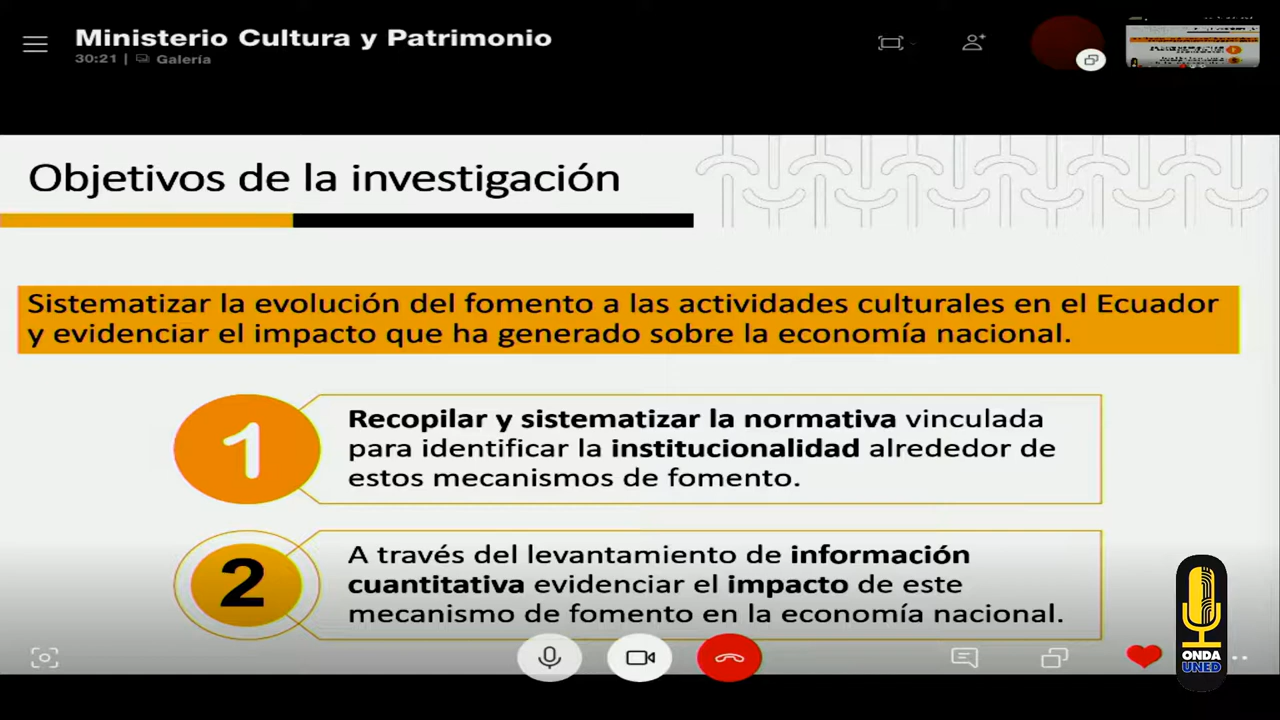 Ministerio Cultura y Patrimonio
30:21 | Galería
Objetivos de la investigación
Sistematizar la evolución del fomento a las actividades culturales en el Ecuador
y evidenciar el impacto que ha generado sobre la economía nacional.
1
Recopilar y sistematizar la normativa vinculada
para identificar la institucionalidad alrededor de
estos mecanismos de fomento.
2
A través del levantamiento de información
cuantitativa evidenciar el impacto de este
mecanismo de fomento en la economía nacional.
ONDA
UNED